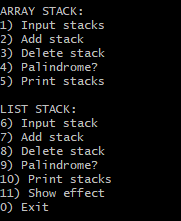 ARRAY STACK:
1) Input stacks
2) Add stack
3) Delete stack
4) Palindrome?
5) Print stacks
LIST STACK:
6) Input stack
7) Add stack
8) Delete stack
9) Palindrome?
10) Print stacks
11) Show effect
0) Exit